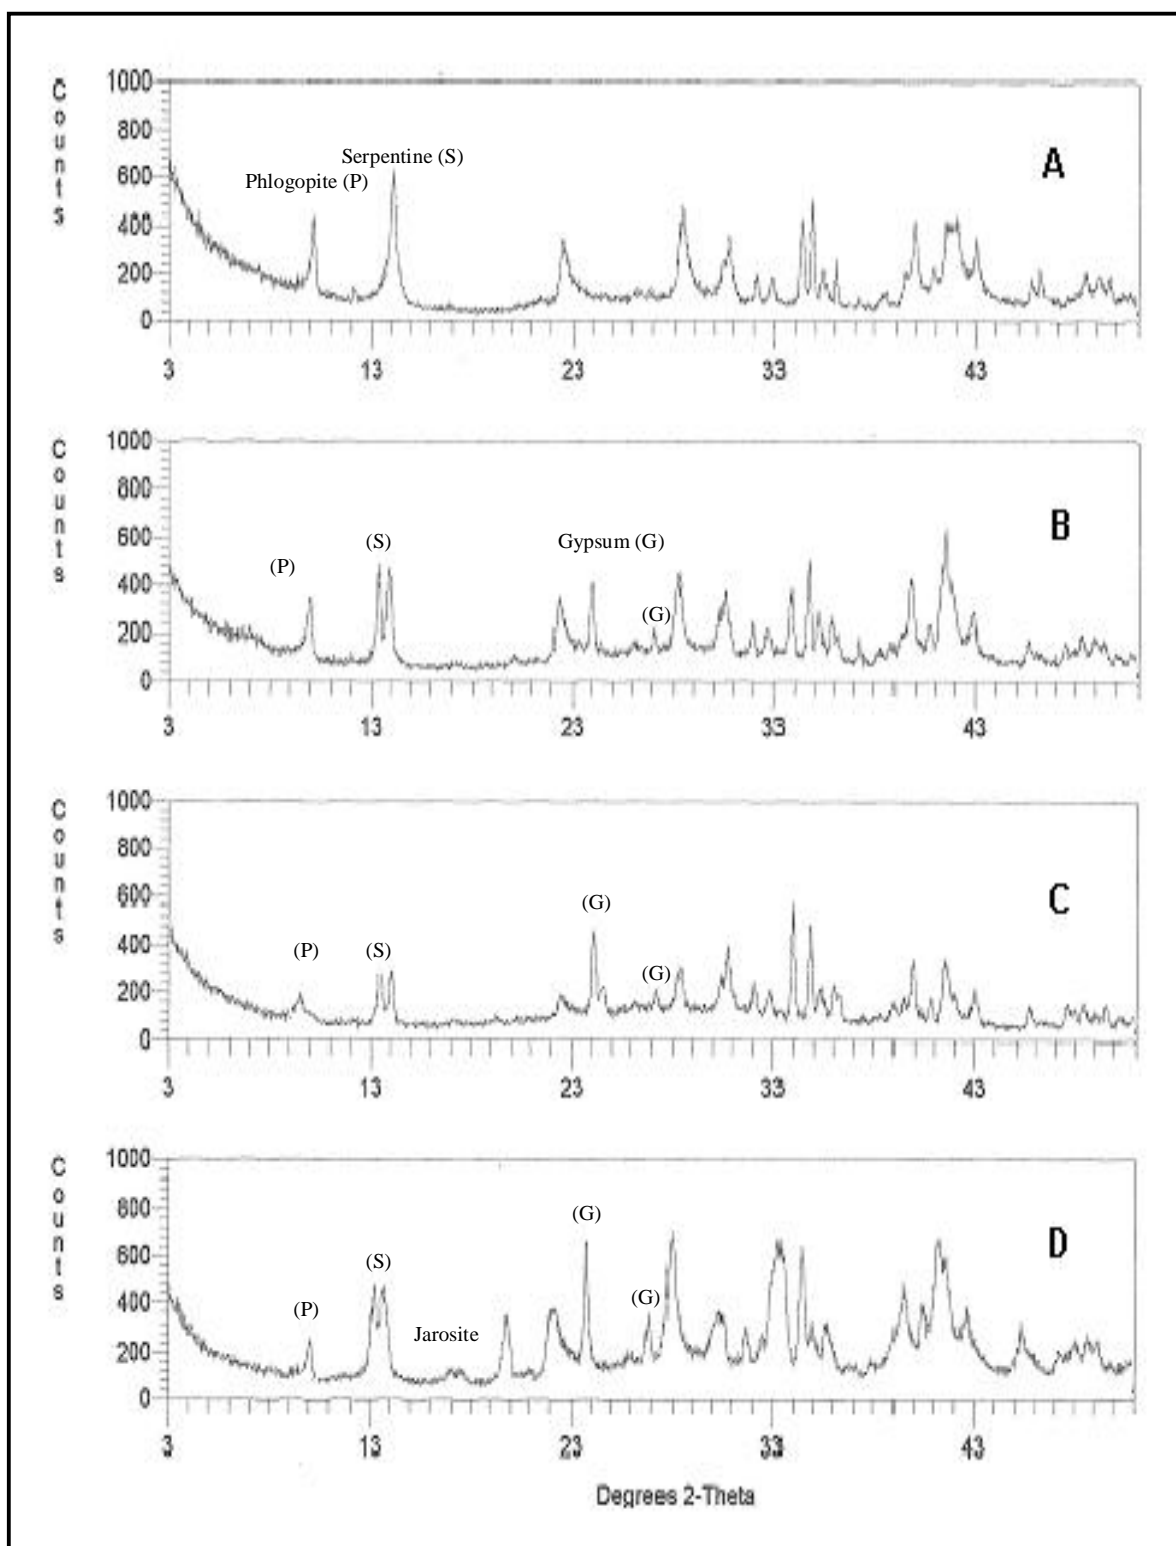 Counts
1000
800
600
400
200
0
A
Serpentine (S)
Phlogopite (P)
3 13 23 33 43
Counts
1000
800
600
400
200
0
B
(S)
Gypsum (G)
(P)
(G)
3 13 23 33 43
Counts
1000
800
600
400
200
0
C
(G)
(P) (S)
(G)
3 13 23 33 43
Counts
1000
800
600
400
200
0
D
(G)
(S)
(G)
(P)
Jarosite
3 13 23 33 43
Degrees 2-Theta